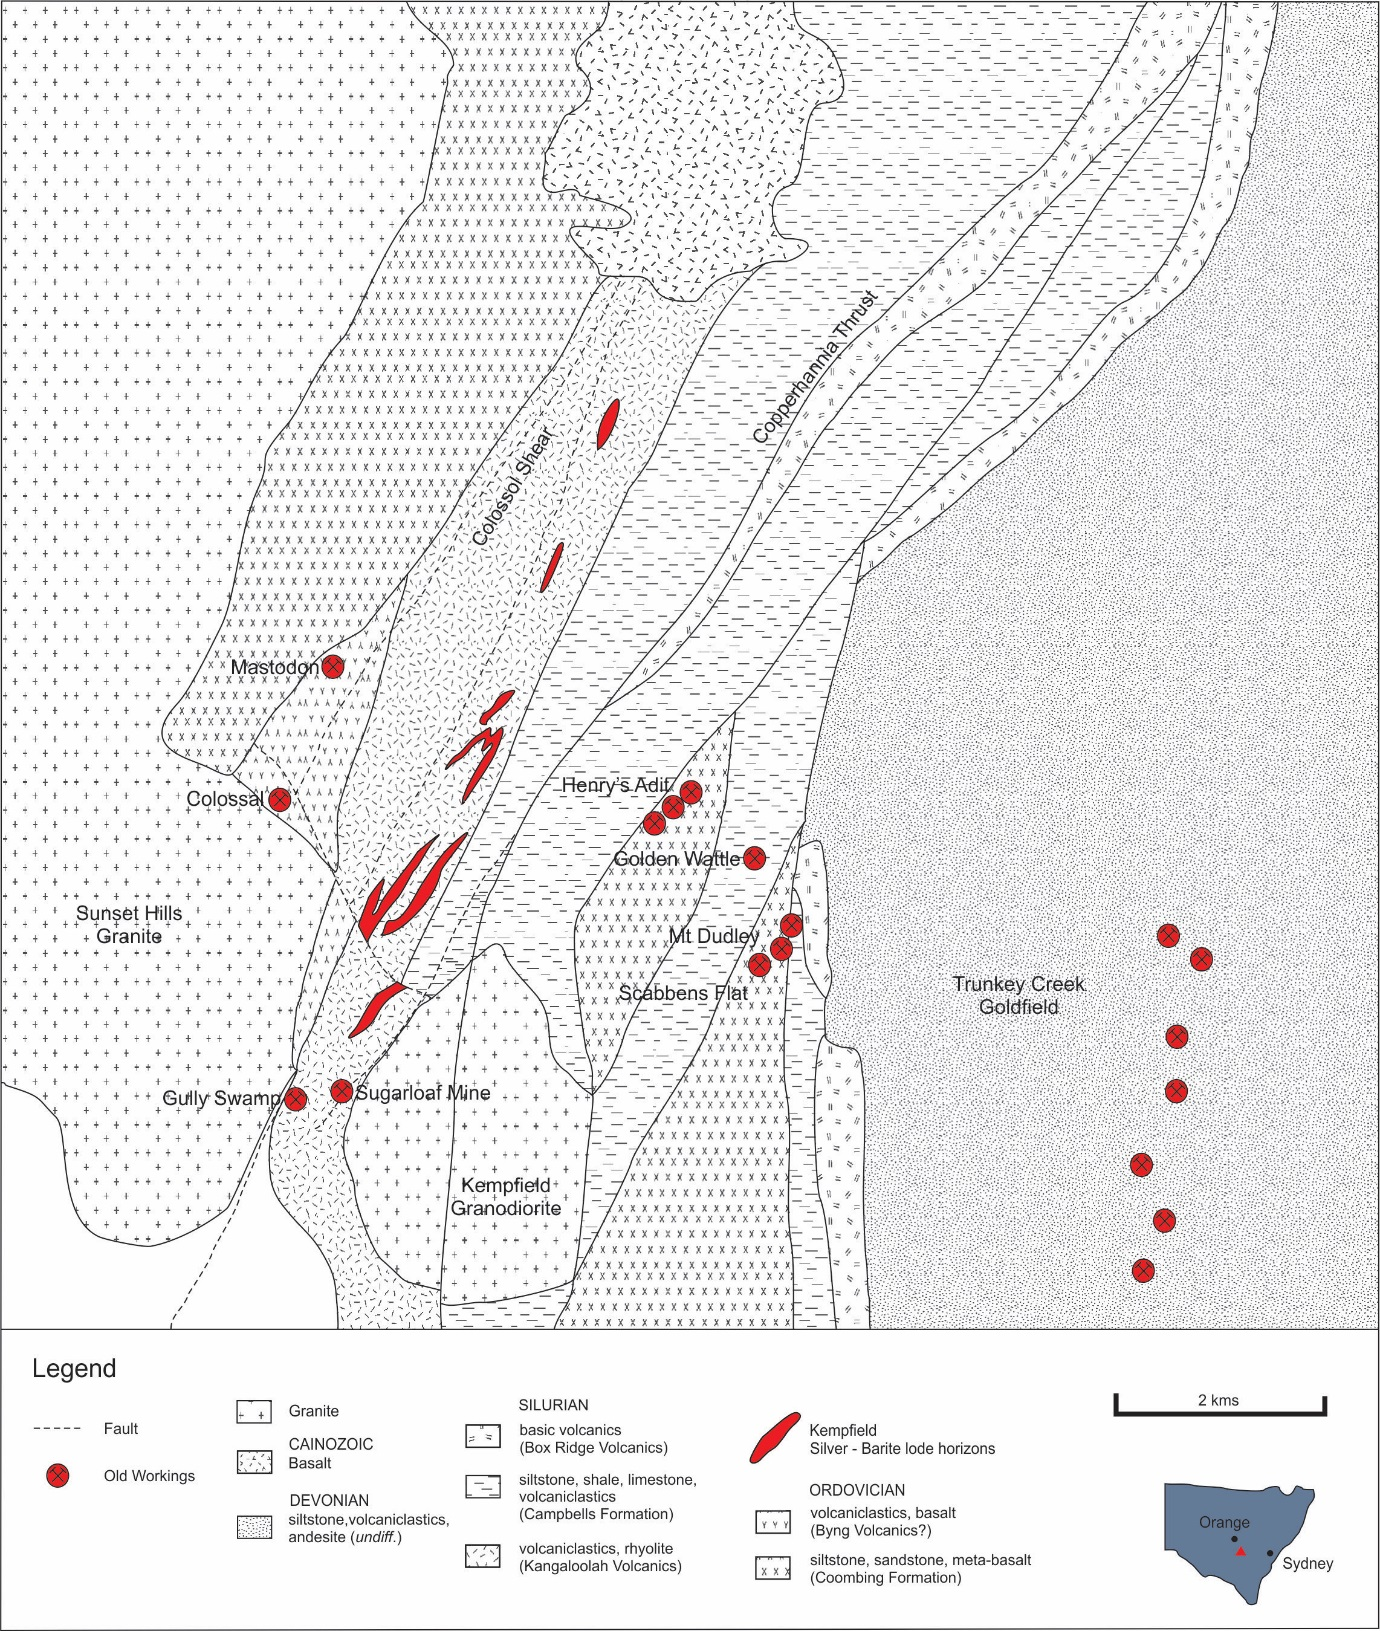 Copperhannia Thrust
Colossol Shear
Mastodon
Colossal
Henry's Adit
Golden Wattle
Sunset Hills
Granite
Mt Dudley
Scabbens Flat
Trunkey Creek
Goldfield
Gully Swamp
Sugarloaf Mine
Kempfield
Granodiorite
Legend
Fault
Old Workings
Granite
CAINOZOIC
Basalt
DEVONIAN
siltstone,volcaniclastics,
andesite (undiff.)
SILURIAN
basic volcanics
(Box Ridge Volcanics)
siltstone, shale, limestone,
volcaniclastics
(Campbells Formation)
volcaniclastics, rhyolite
(Kangaloolah Volcanics)
Kempfield
Silver - Barite lode horizons
ORDOVICIAN
volcaniclastics, basalt
(Byng Volcanics?)
siltstone, sandstone, meta-basalt
(Coombing Formation)
2 kms
Orange
Sydney